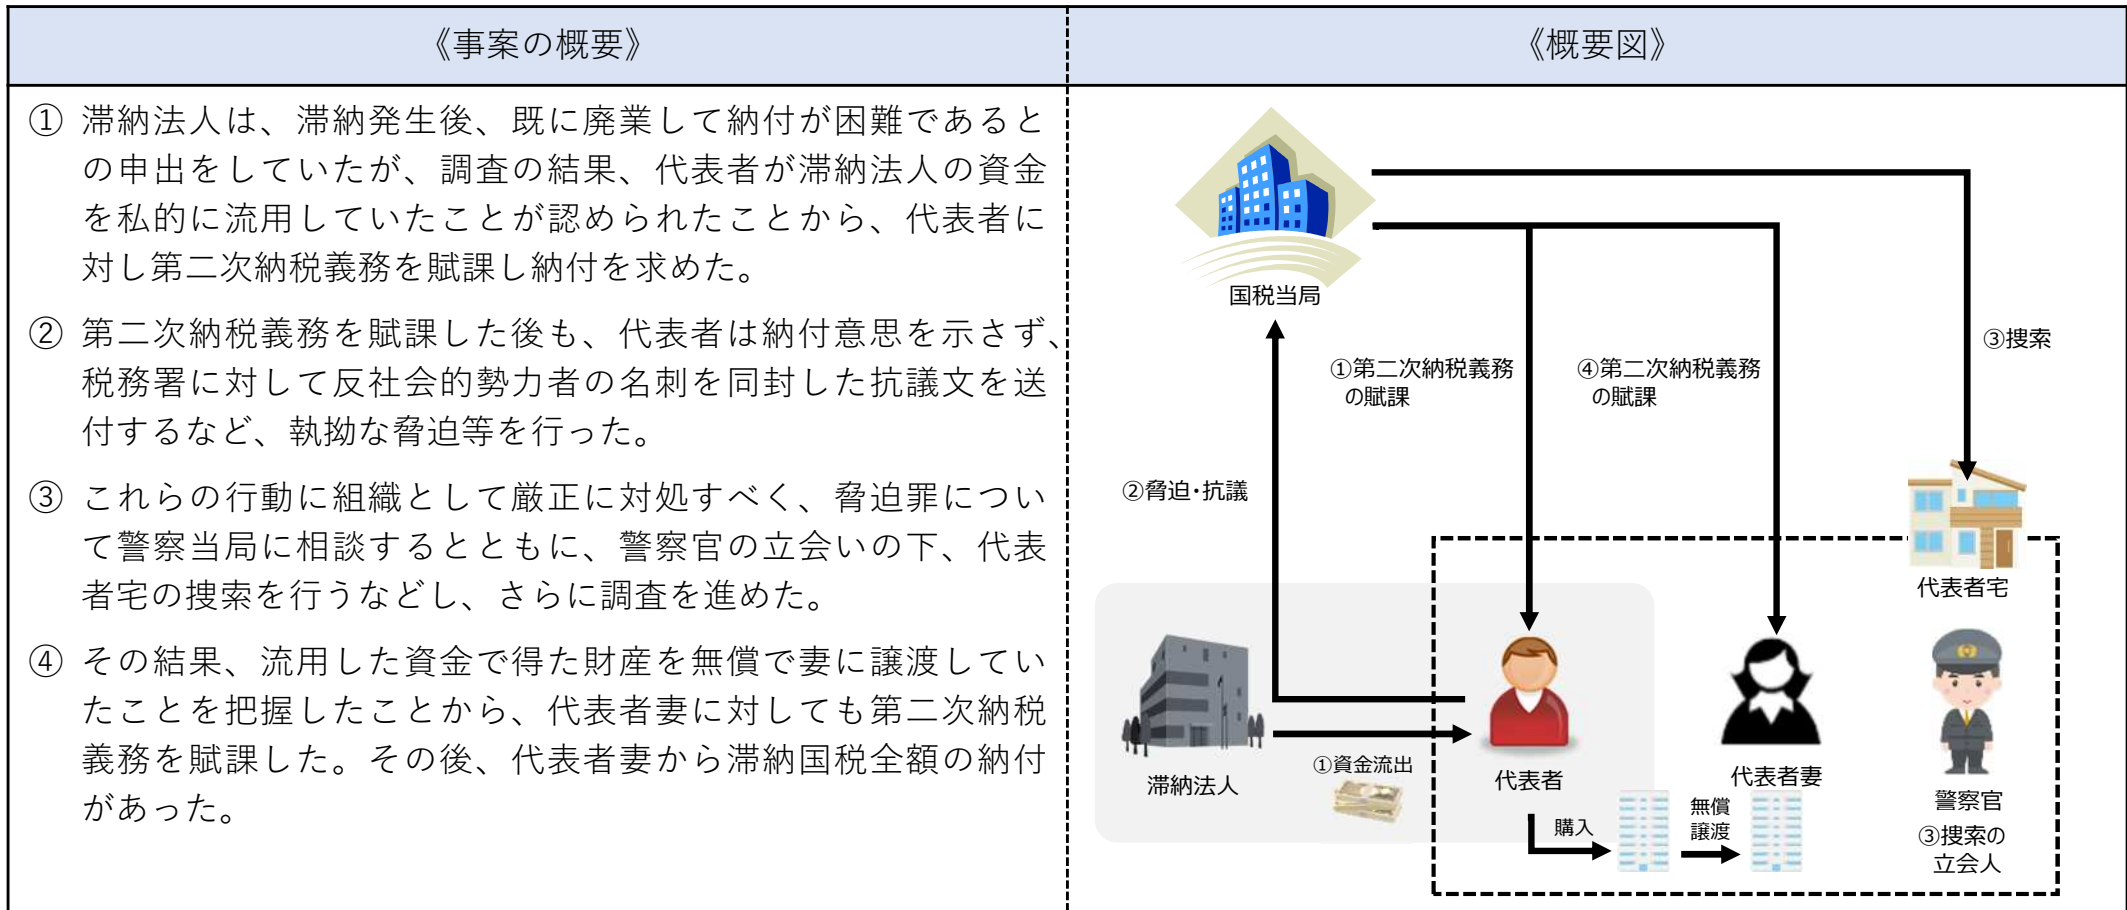 《事案の概要》
① 滞納法人は、滞納発生後、既に廃業して納付が困難であると
の申出をしていたが、調査の結果、代表者が滞納法人の資金
を私的に流用していたことが認められたことから、代表者に
対し第二次納税義務を賦課し納付を求めた。
② 第二次納税義務を賦課した後も、代表者は納付意思を示さず、
税務署に対して反社会的勢力者の名刺を同封した抗議文を送
付するなど、執拗な脅迫等を行った。
③ これらの行動に組織として厳正に対処すべく、脅迫罪につい
て警察当局に相談するとともに、警察官の立会いの下、代表
者宅の捜索を行うなどし、さらに調査を進めた。
④ その結果、流用した資金で得た財産を無償で妻に譲渡してい
たことを把握したことから、代表者妻に対しても第二次納税
義務を賦課した。その後、代表者妻から滞納国税全額の納付
があった。
《概要図》
国税当局
③捜索
①第二次納税義務
の賦課
④第二次納税義務
の賦課
②脅迫・抗議
代表者宅
滞納法人
①資金流出
代表者
代表者妻
警察官
③捜索の
立会人
購入
無償
譲渡